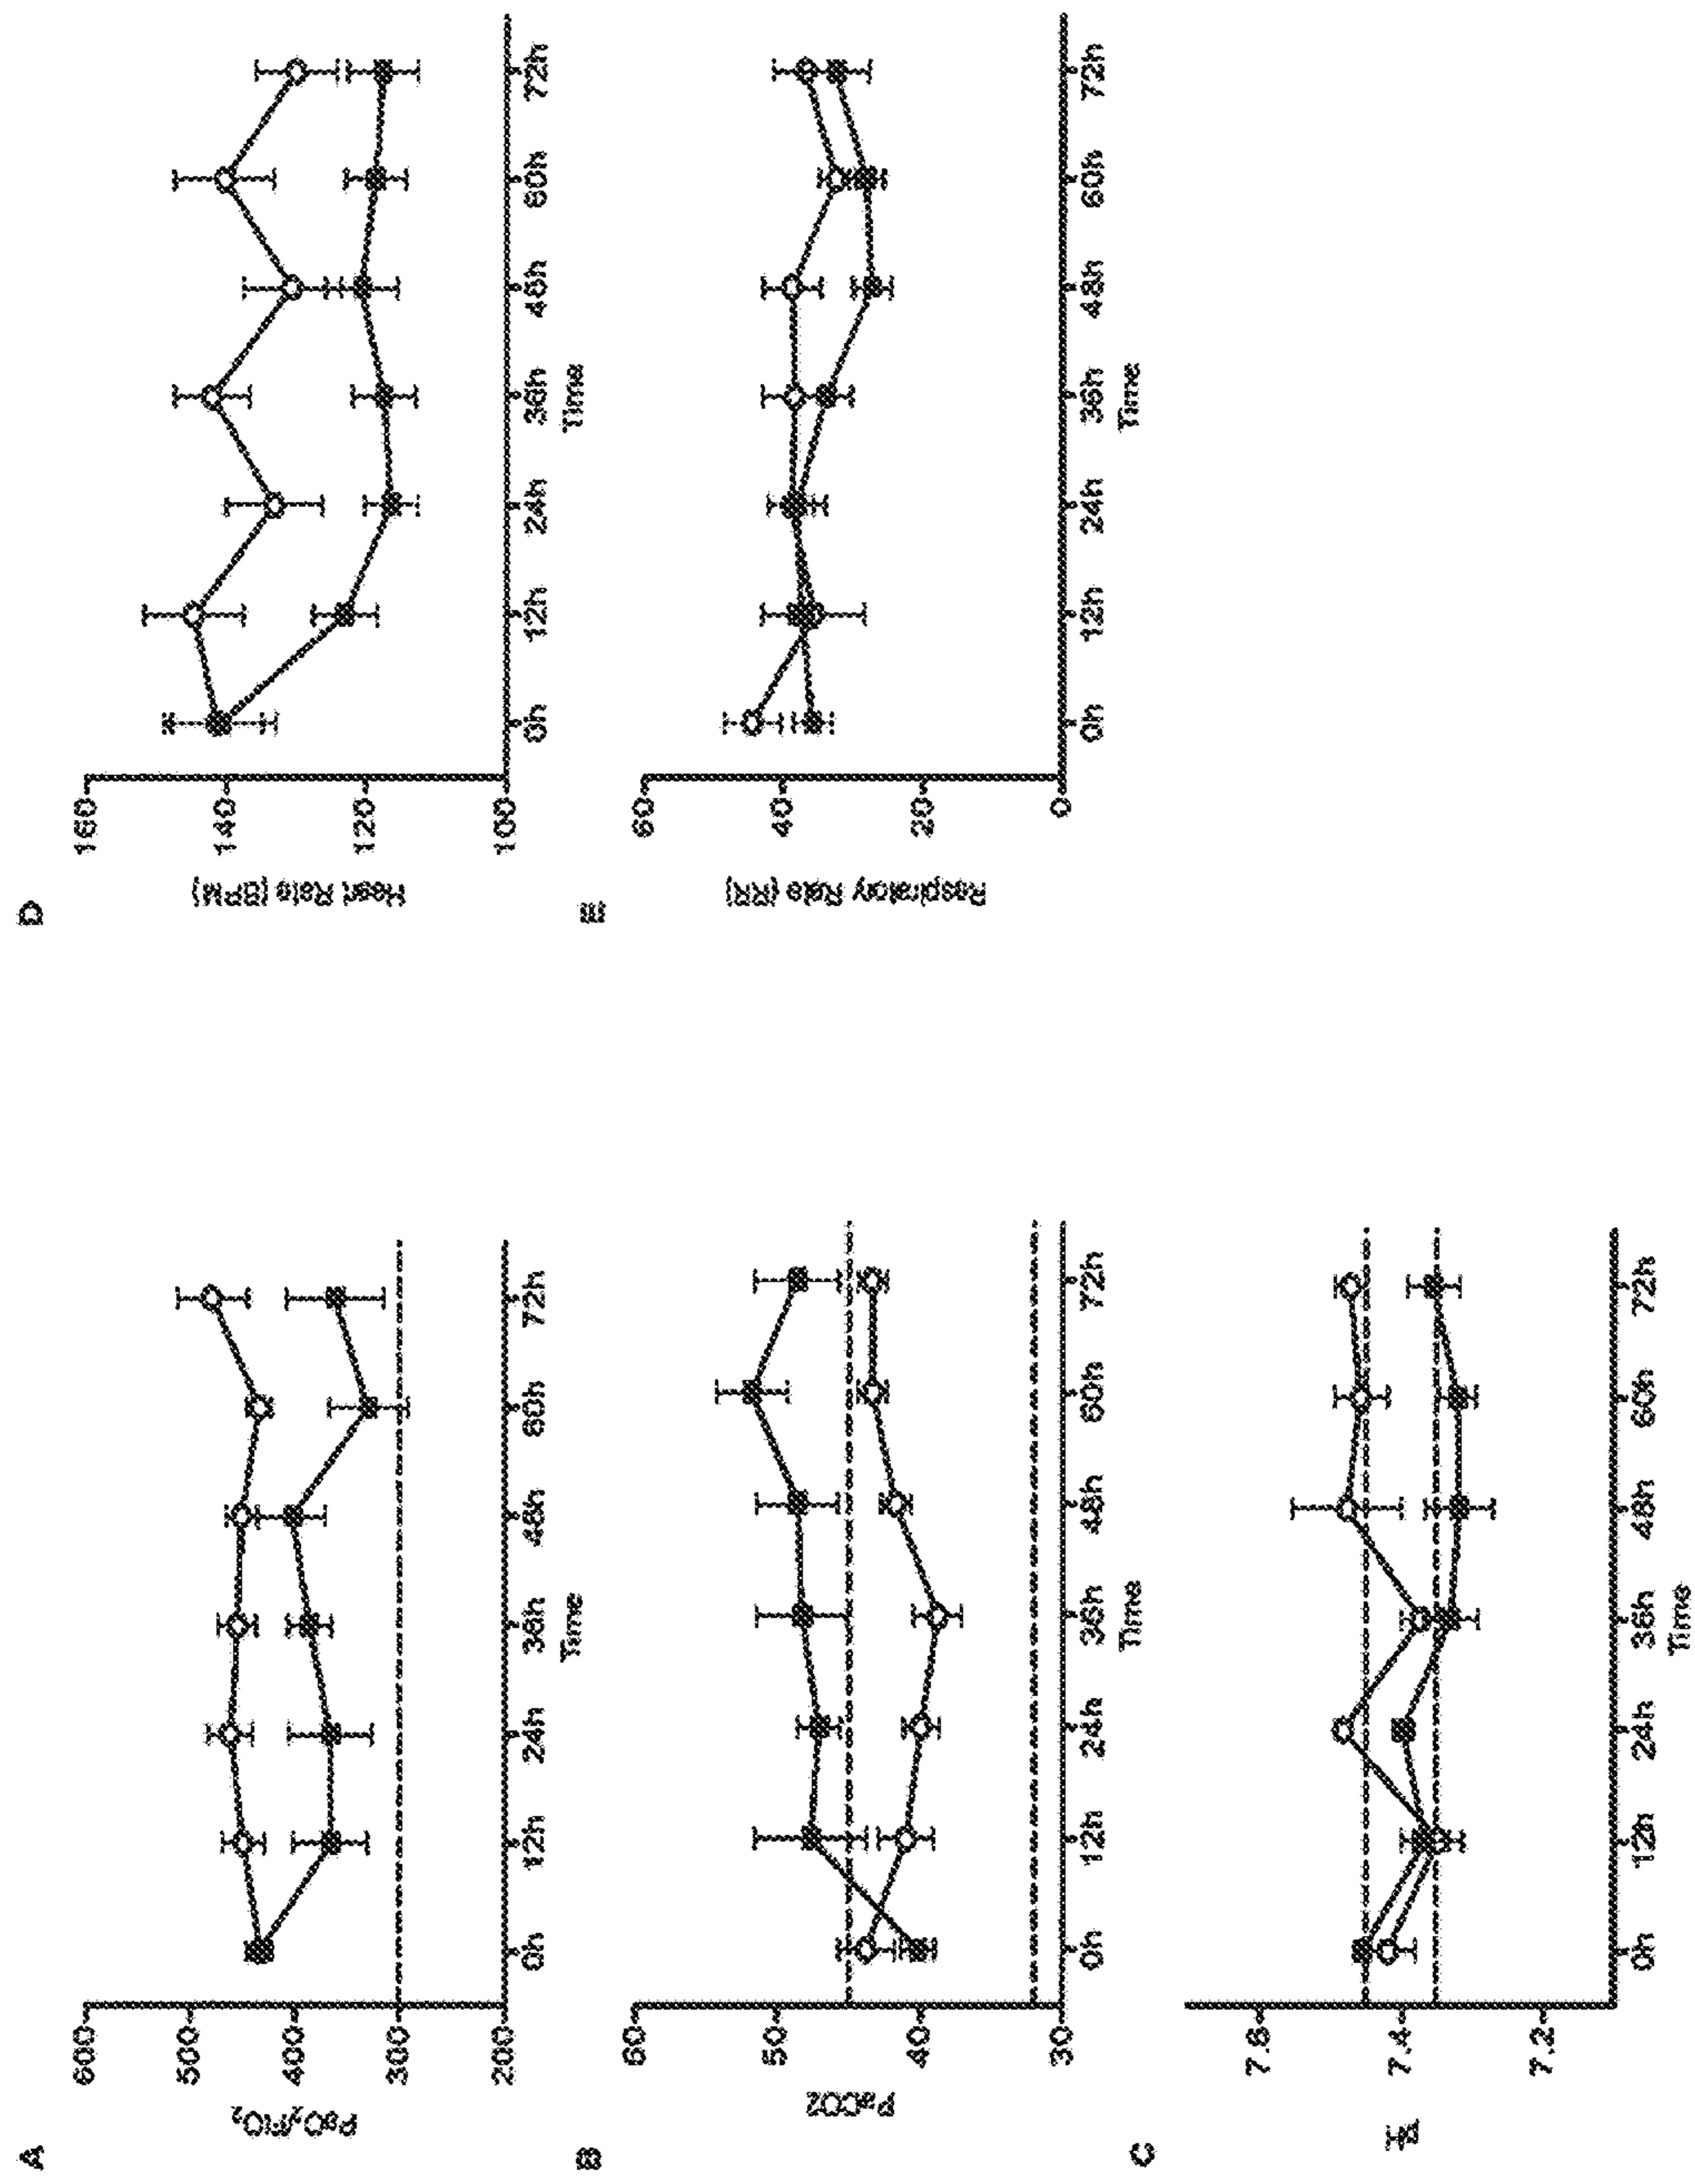 A
PaO2/FiO2
600
500
400
300
200
0h 12h 24h 36h 48h 60h 72h
Time
B
PaCO2
60
50
40
30
0h 12h 24h 36h 48h 60h 72h
Time
C
pH
7.6
7.4
7.2
0h 12h 24h 36h 48h 60h 72h
Time
D
Heart Rate (BPM)
160
140
120
100
0h 12h 24h 36h 48h 60h 72h
Time
E
Respiratory Rate (RR)
60
40
20
0
0h 12h 24h 36h 48h 60h 72h
Time